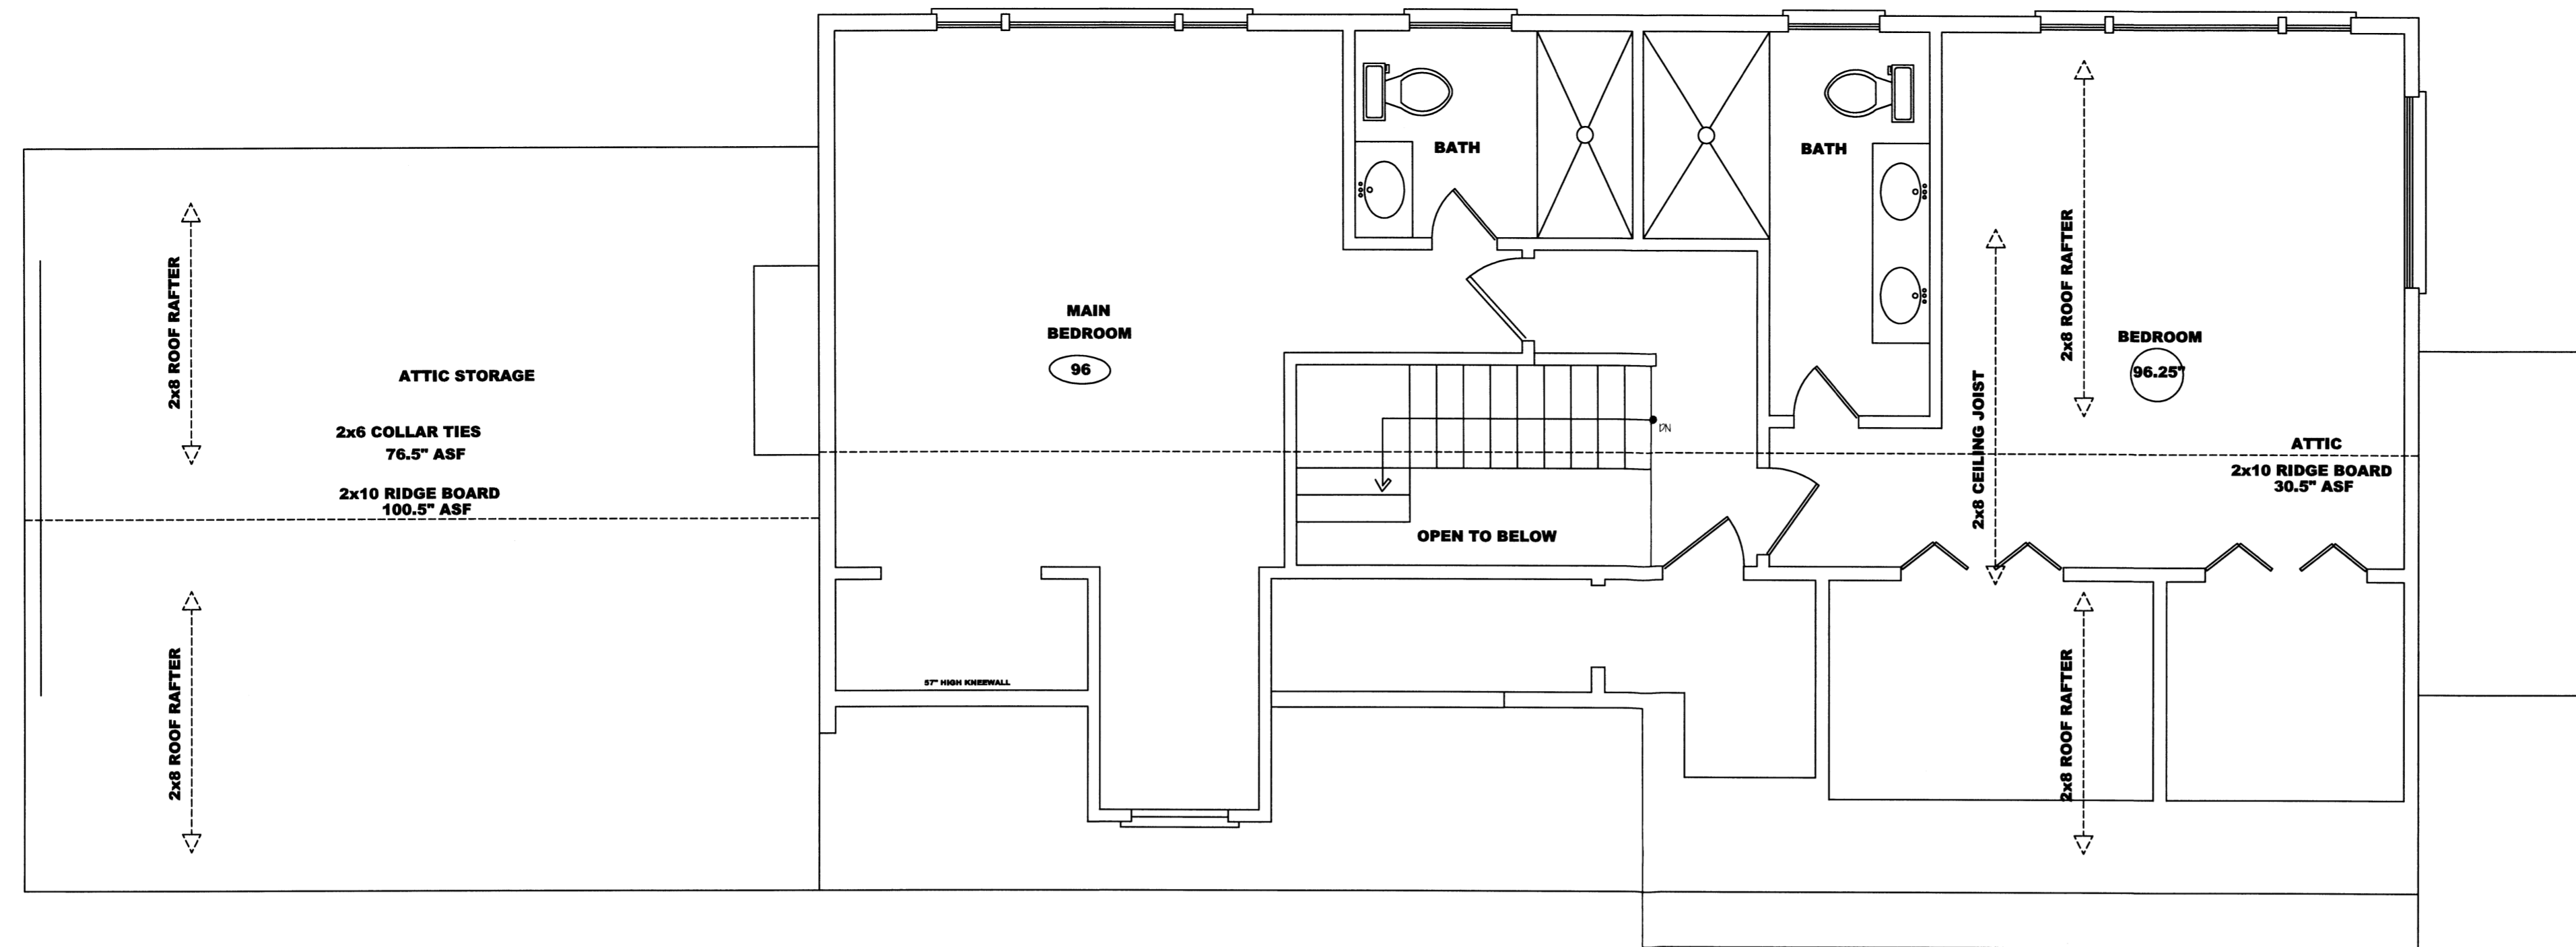 BATH
BATH
2x8 ROOF RAFTER
2x8 ROOF RAFTER
MAIN
BEDROOM
96
BEDROOM
96.25"
ATTIC STORAGE
2x6 COLLAR TIES
76.5" ASF
2x10 RIDGE BOARD
100.5" ASF
DN
2x8 CEILING JOIST
ATTIC
2x10 RIDGE BOARD
30.5" ASF
OPEN TO BELOW
57" HIGH KNEEWALL
2x8 ROOF RAFTER
2x8 ROOF RAFTER